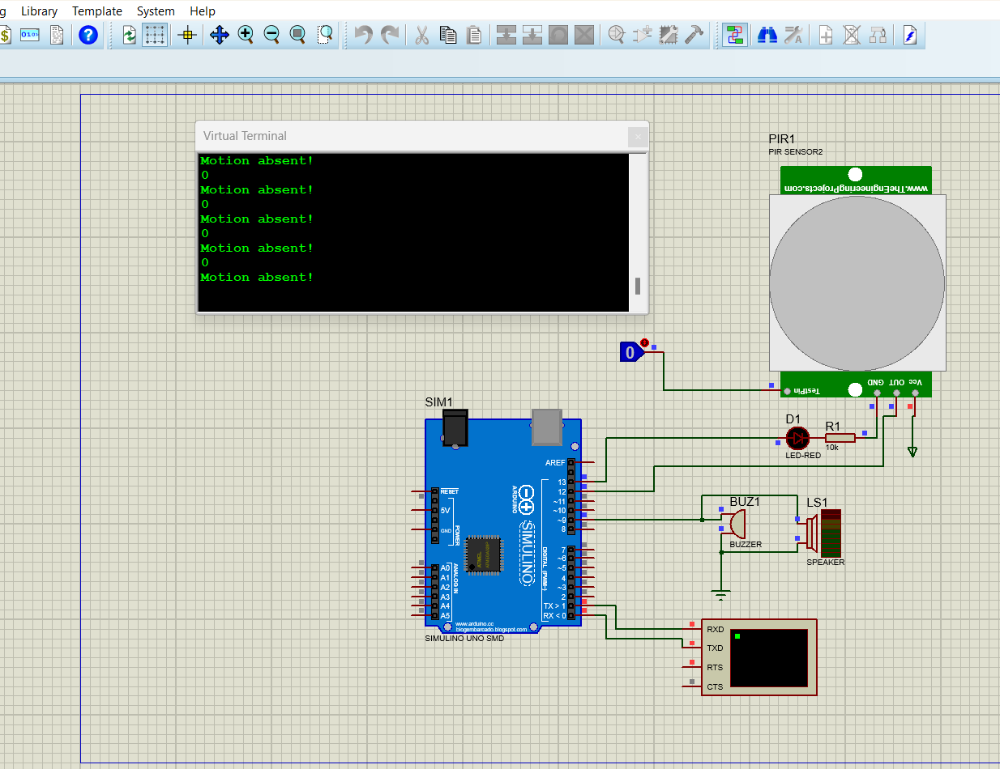 g Library Template System Help
$ 0101 ?
Virtual Terminal
Motion absent!
0
Motion absent!
0
Motion absent!
0
Motion absent!
0
Motion absent!
PIR1
PIR SENSOR2
www.TheEngineeringProjects.com
0
TestPin GND OUT Vcc
SIM1
D1
R1
10k
LED-RED
AREF
13
12
~11
~10
~9
8
RESET
5V
GND
POWER
ARDUINO
SIMULINO
ATMEL
DIGITAL (PWM~)
7
~6
~5
4
~3
2
TX > 1
RX < 0
ANALOG IN
A0
A1
A2
A3
A4
A5
www.arduino.cc
blogembarcado.blogspot.com
SIMULINO UNO SMD
BUZ1
BUZZER
LS1
SPEAKER
RXD
TXD
RTS
CTS